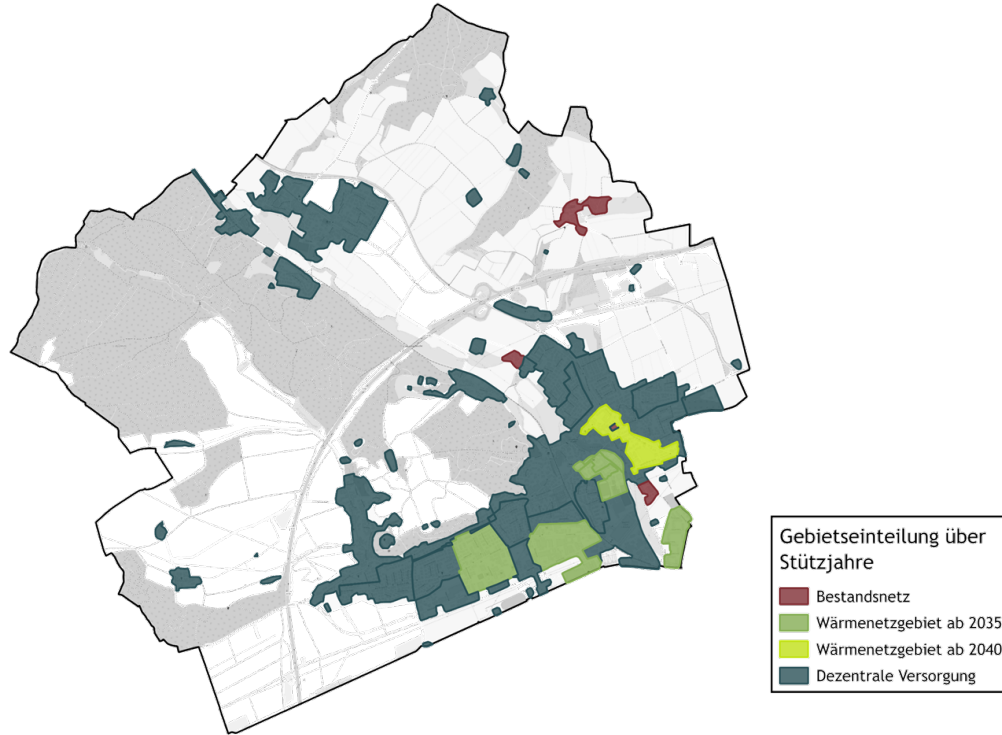 Gebietseinteilung über
Stützjahre
Bestandsnetz
Wärmenetzgebiet ab 2035
Wärmenetzgebiet ab 2040
Dezentrale Versorgung